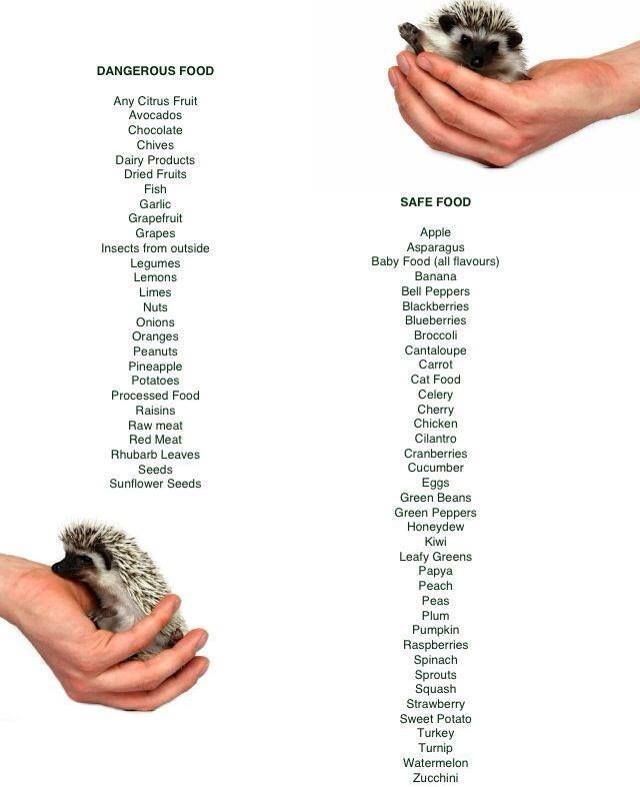 DANGEROUS FOOD
Any Citrus Fruit
Avocados
Chocolate
Chives
Dairy Products
Dried Fruits
Fish
Garlic
Grapefruit
Grapes
Insects from outside
Legumes
Lemons
Limes
Nuts
Onions
Oranges
Peanuts
Pineapple
Potatoes
Processed Food
Raisins
Raw meat
Red Meat
Rhubarb Leaves
Seeds
Sunflower Seeds
SAFE FOOD
Apple
Asparagus
Baby Food (all flavours)
Banana
Bell Peppers
Blackberries
Blueberries
Broccoli
Cantaloupe
Carrot
Cat Food
Celery
Cherry
Chicken
Cilantro
Cranberries
Cucumber
Eggs
Green Beans
Green Peppers
Honeydew
Kiwi
Leafy Greens
Papya
Peach
Peas
Plum
Pumpkin
Raspberries
Spinach
Sprouts
Squash
Strawberry
Sweet Potato
Turkey
Turnip
Watermelon
Zucchini